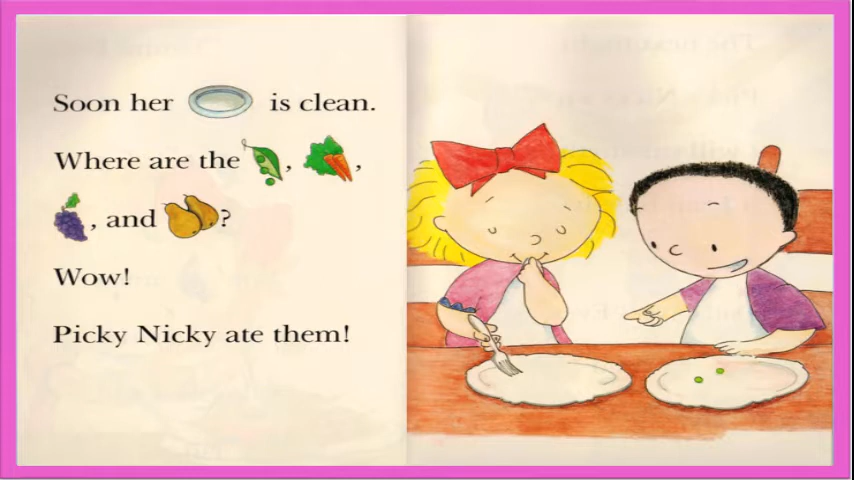 Soon her is clean.
Where are the , ,
, and ?
Wow!
Picky Nicky ate them!